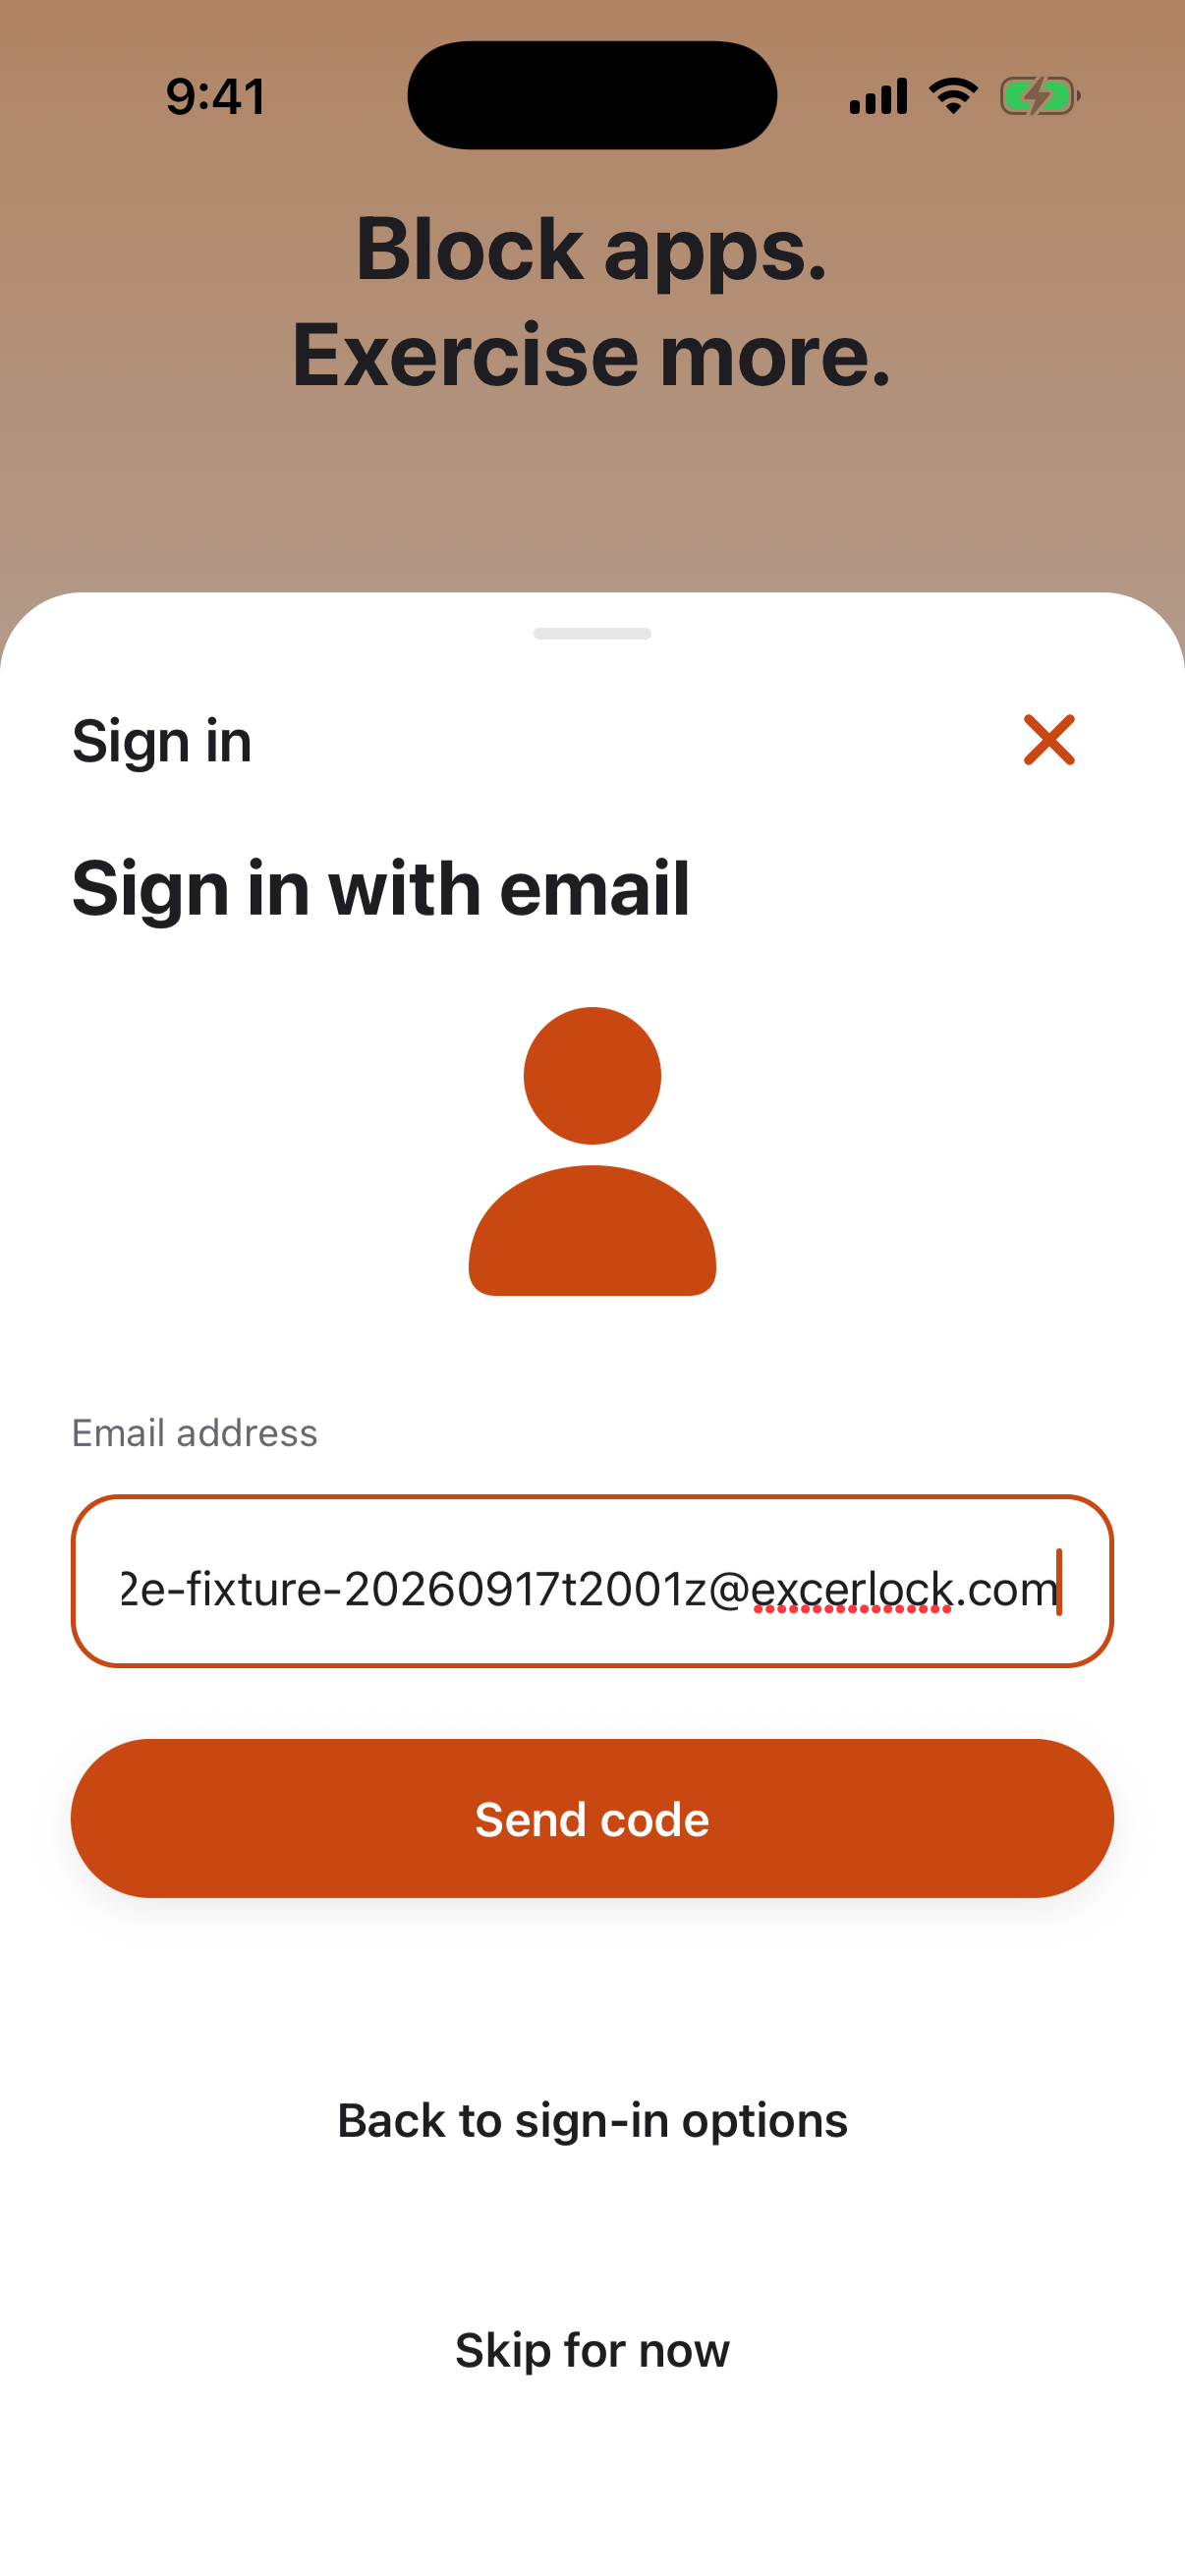 9:41
Block apps.
Exercise more.
Sign in
Sign in with email
Email address
2e-fixture-20260917t2001z@excerlock.com
Send code
Back to sign-in options
Skip for now